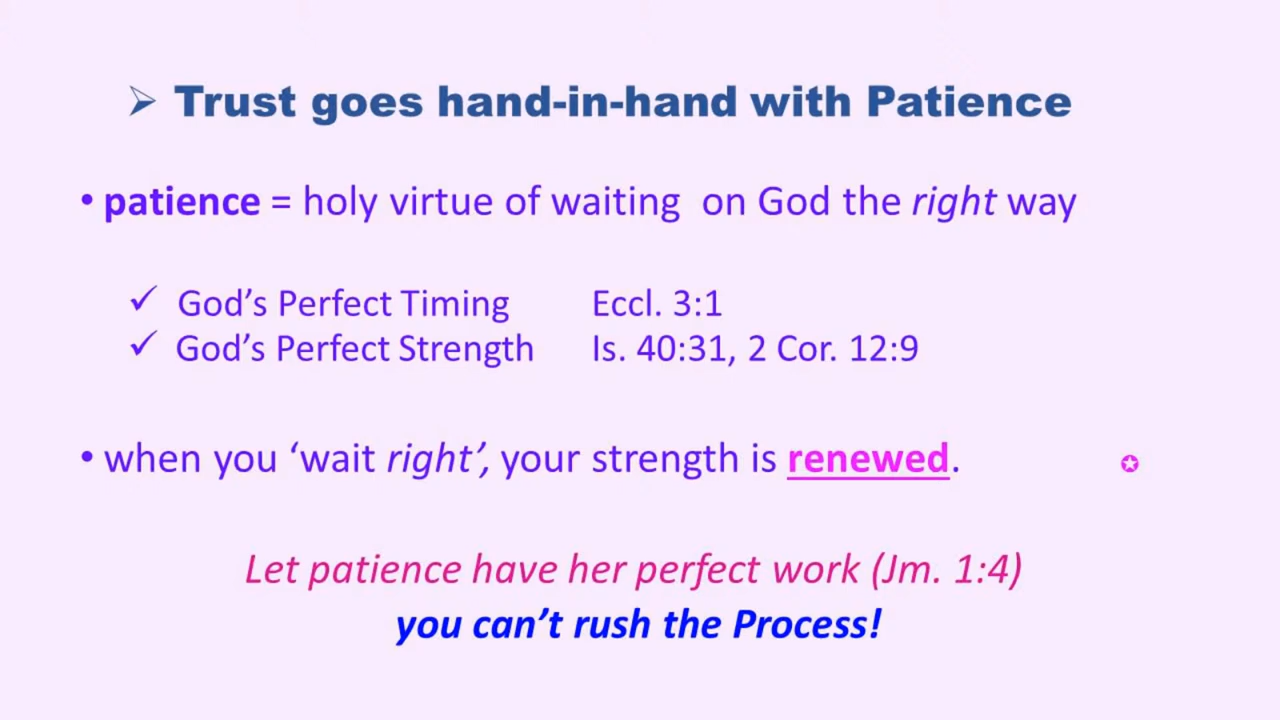 ➢ Trust goes hand-in-hand with Patience
• patience = holy virtue of waiting  on God the right way
✓ God’s Perfect Timing Eccl. 3:1
✓ God’s Perfect Strength Is. 40:31, 2 Cor. 12:9
• when you ‘wait right’, your strength is renewed. ✪
Let patience have her perfect work (Jm. 1:4)
you can’t rush the Process!